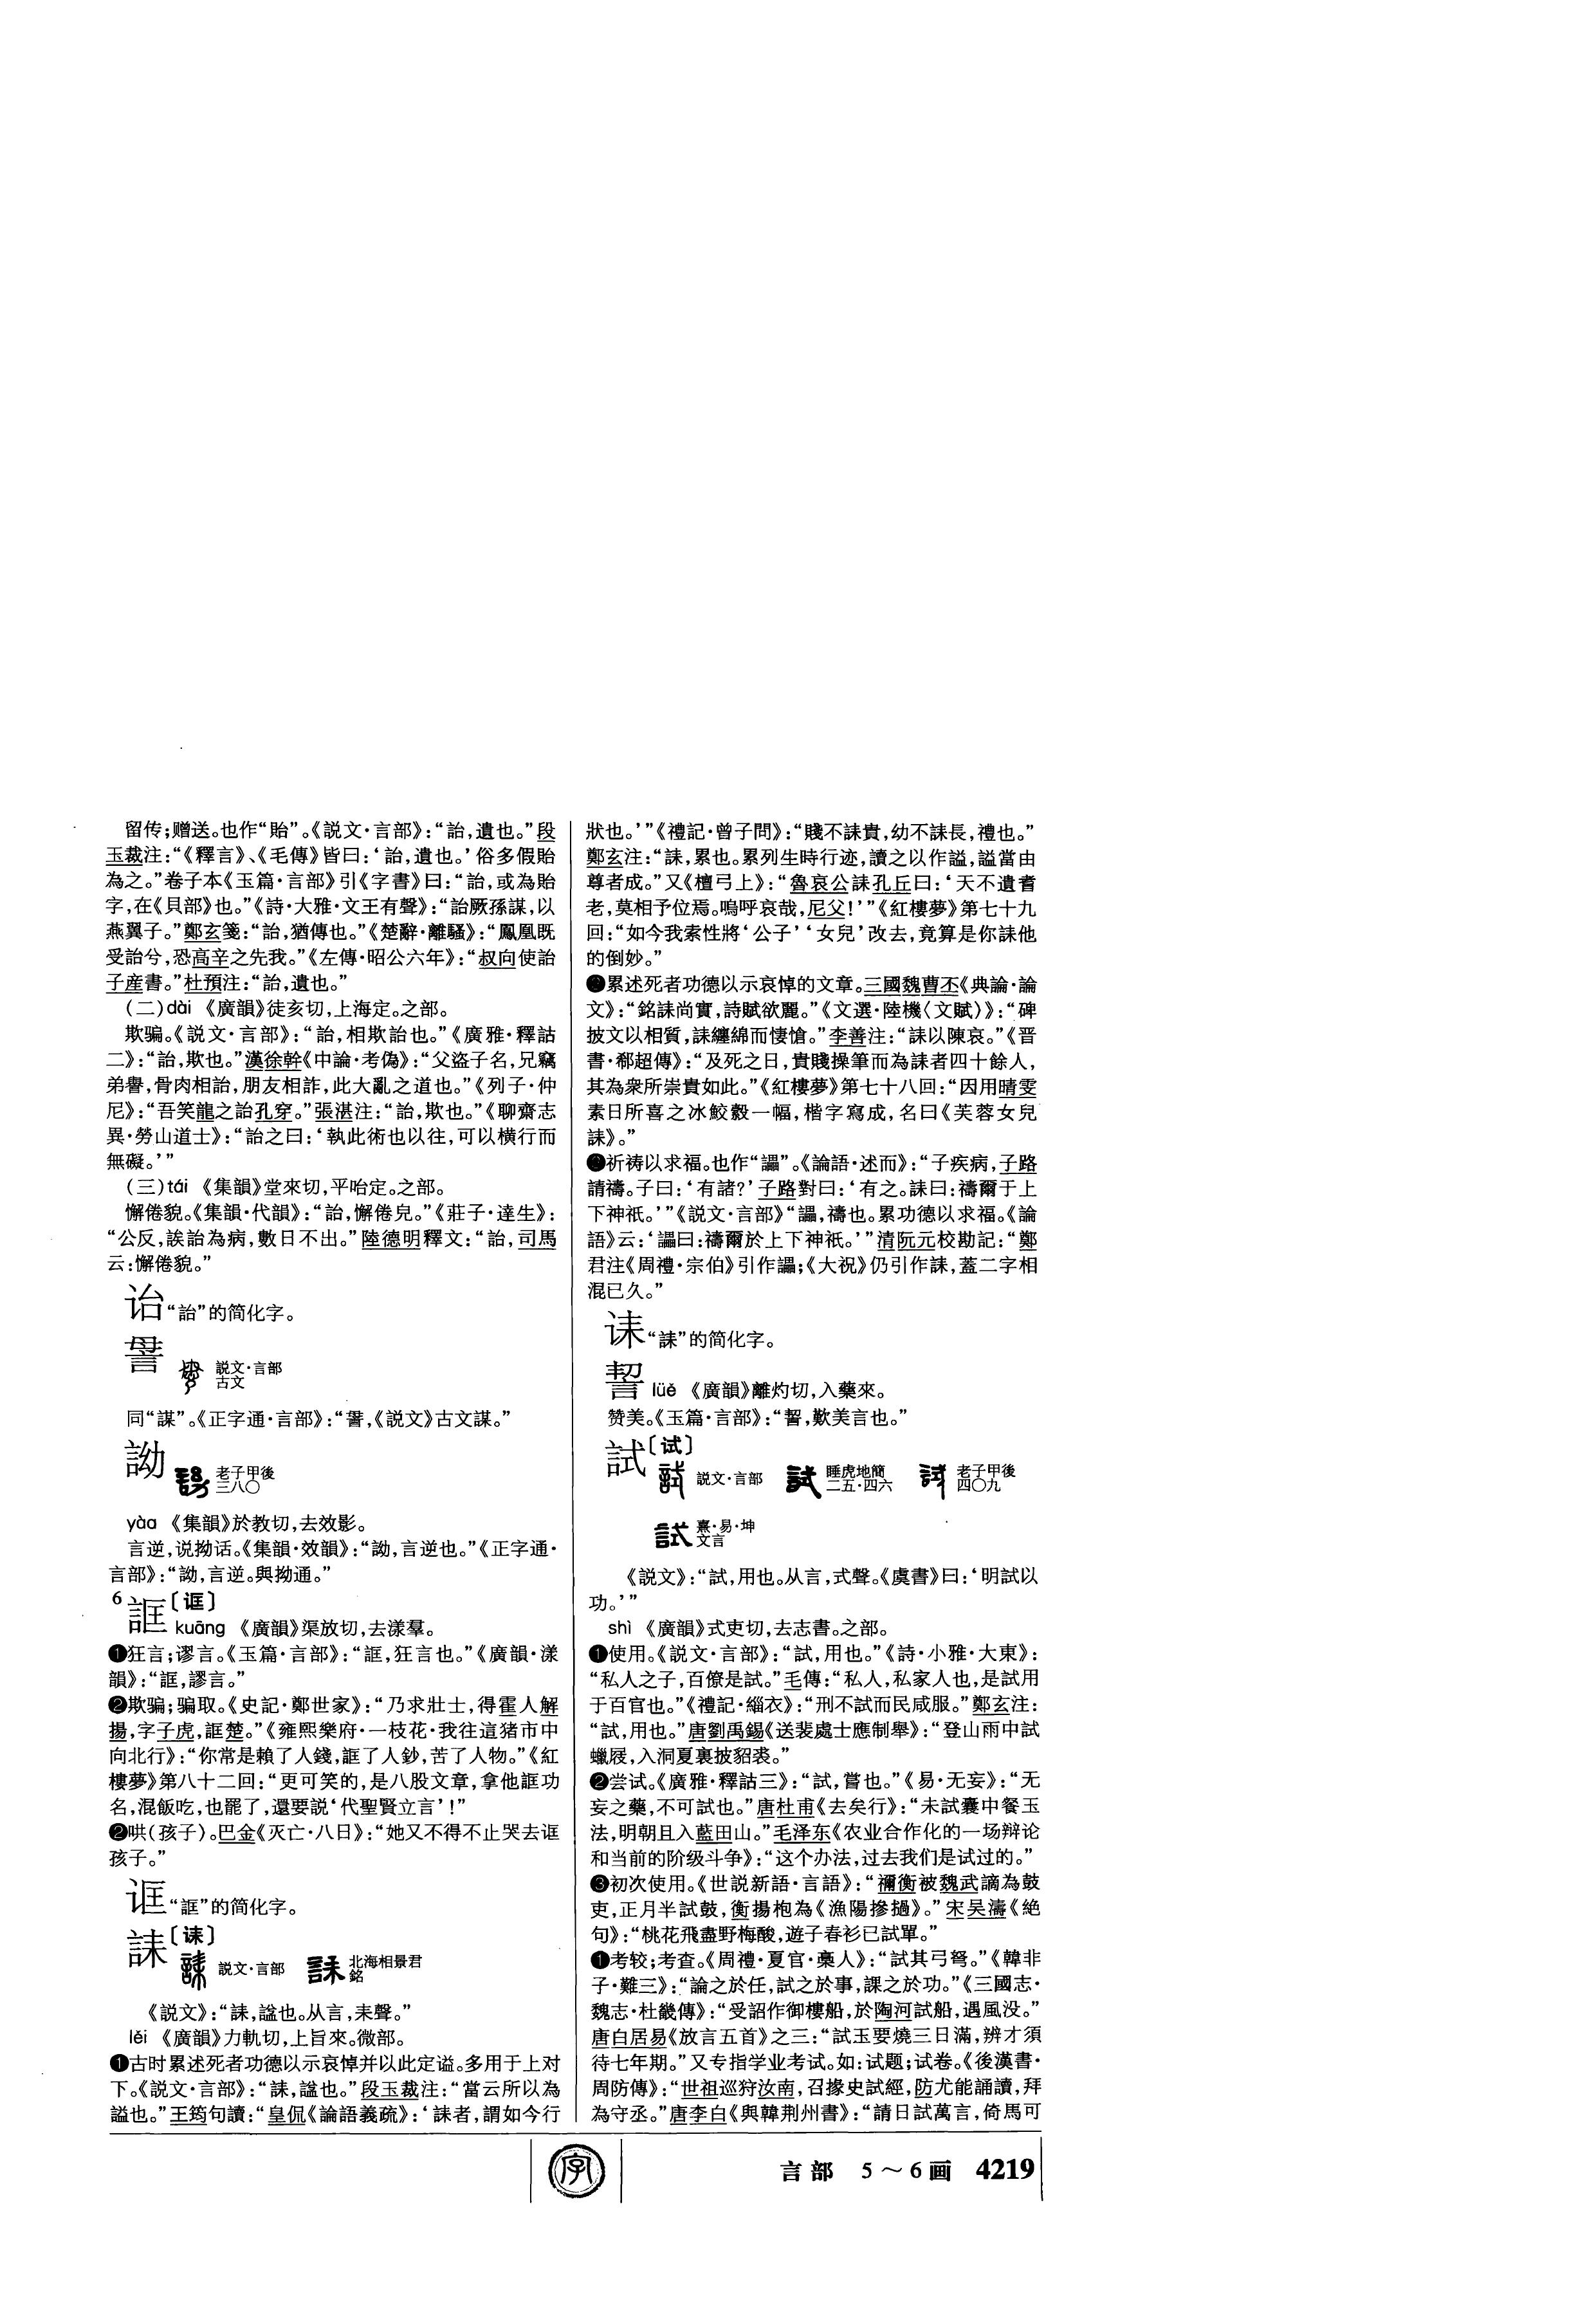 留传;赠送。也作“貽”。《説文·言部》:“詒,遺也。”段
玉裁注:“《釋言》、《毛傳》皆曰:‘詒,遺也。’俗多假貽
為之。”卷子本《玉篇·言部》引《字書》曰:“詒,或為貽
字,在《貝部》也。”《詩·大雅·文王有聲》:“詒厥孫謀,以
燕翼子。”鄭玄箋:“詒,猶傳也。”《楚辭·離騷》:“鳳凰既
受詒兮,恐高辛之先我。”《左傳·昭公六年》:“叔向使詒
子産書。”杜預注:“詒,遺也。”
(二)dài 《廣韻》徒亥切,上海定。之部。
欺骗。《説文·言部》:“詒,相欺詒也。”《廣雅·釋詁
二》:“詒,欺也。”漢徐幹《中論·考偽》:“父盜子名,兄竊
弟譽,骨肉相詒,朋友相詐,此大亂之道也。”《列子·仲
尼》:“吾笑龍之詒孔穿。”張湛注:“詒,欺也。”《聊齋志
異·勞山道士》:“詒之曰:‘執此術也以往,可以横行而
無礙。’”
(三)tái 《集韻》堂來切,平咍定。之部。
懈倦貌。《集韻·代韻》:“詒,懈倦皃。”《莊子·達生》:
“公反,誒詒為病,數日不出。”陸德明釋文:“詒,司馬
云:懈倦貌。”
诒“詒”的简化字。
説文·言部
古文
同“謀”。《正字通·言部》:“ ,《説文》古文謀。”
詏 老子甲後
三八〇
yàa 《集韻》於教切,去效影。
言逆,说拗话。《集韻·效韻》:“詏,言逆也。”《正字通·
言部》:“詏,言逆。與拗通。”
6 誆〔诓〕
kuāng 《廣韻》渠放切,去漾羣。
❶狂言;谬言。《玉篇·言部》:“誆,狂言也。”《廣韻·漾
韻》:“誆,謬言。”
❷欺骗;骗取。《史記·鄭世家》:“乃求壯士,得霍人解
揚,字子虎,誆楚。”《雍熙樂府·一枝花·我往這猪市中
向北行》:“你常是賴了人錢,誆了人鈔,苦了人物。”《紅
樓夢》第八十二回:“更可笑的,是八股文章,拿他誆功
名,混飯吃,也罷了,還要説‘代聖賢立言’!”
❷哄(孩子)。巴金《灭亡·八日》:“她又不得不止哭去诓
孩子。”
诓“誆”的简化字。
誄〔诔〕
説文·言部 北海相景君
銘
《説文》:“誄,謚也。从言,耒聲。”
lěi 《廣韻》力軌切,上旨來。微部。
❶古时累述死者功德以示哀悼并以此定谥。多用于上对
下。《説文·言部》:“誄,謚也。”段玉裁注:“當云所以為
謚也。”王筠句讀:“皇侃《論語義疏》:‘誄者,謂如今行
狀也。’”《禮記·曾子問》:“賤不誄貴,幼不誄長,禮也。”
鄭玄注:“誄,累也。累列生時行迹,讀之以作謚,謚當由
尊者成。”又《檀弓上》:“魯哀公誄孔丘曰:‘天不遺耆
老,莫相予位焉。嗚呼哀哉,尼父!’”《紅樓夢》第七十九
回:“如今我索性將‘公子’‘女兒’改去,竟算是你誄他
的倒妙。”
❷累述死者功德以示哀悼的文章。三國魏曹丕《典論·論
文》:“銘誄尚實,詩賦欲麗。”《文選·陸機〈文賦〉》:“碑
披文以相質,誄纏綿而悽愴。”李善注:“誄以陳哀。”《晋
書·郗超傳》:“及死之日,貴賤操筆而為誄者四十餘人,
其為衆所崇貴如此。”《紅樓夢》第七十八回:“因用晴雯
素日所喜之冰鮫縠一幅,楷字寫成,名曰《芙蓉女兒
誄》。”
❷祈祷以求福。也作“讄”。《論語·述而》:“子疾病,子路
請禱。子曰:‘有諸?’子路對曰:‘有之。誄曰:禱爾于上
下神衹。’”《説文·言部》“讄,禱也。累功德以求福。《論
語》云:‘讄曰:禱爾於上下神衹。’”清阮元校勘記:“鄭
君注《周禮·宗伯》引作讄;《大祝》仍引作誄,蓋二字相
混已久。”
诔“誄”的简化字。
lüě 《廣韻》離灼切,入藥來。
赞美。《玉篇·言部》:“ ,歎美言也。”
試〔试〕
説文·言部 睡虎地簡
二五·四六 老子甲後
四〇九
熹·易·坤
文言
《説文》:“試,用也。从言,式聲。《虞書》曰:‘明試以
功。’”
shì 《廣韻》式吏切,去志書。之部。
❶使用。《説文·言部》:“試,用也。”《詩·小雅·大東》:
“私人之子,百僚是試。”毛傳:“私人,私家人也,是試用
于百官也。”《禮記·緇衣》:“刑不試而民咸服。”鄭玄注:
“試,用也。”唐劉禹錫《送裴處士應制舉》:“登山雨中試
蠟屐,入洞夏裏披貂裘。”
❷尝试。《廣雅·釋詁三》:“試,嘗也。”《易·无妄》:“无
妄之藥,不可試也。”唐杜甫《去矣行》:“未試囊中餐玉
法,明朝且入藍田山。”毛泽东《农业合作化的一场辩论
和当前的阶级斗争》:“这个办法,过去我们是试过的。”
❸初次使用。《世説新語·言語》:“禰衡被魏武謫為鼓
吏,正月半試鼓,衡揚枹為《漁陽摻撾》。”宋吴濤《絶
句》:“桃花飛盡野梅酸,遊子春衫已試單。”
❶考较;考查。《周禮·夏官·稾人》:“試其弓弩。”《韓非
子·難三》:“論之於任,試之於事,課之於功。”《三國志·
魏志·杜畿傳》:“受詔作御樓船,於陶河試船,遇風没。”
唐白居易《放言五首》之三:“試玉要燒三日滿,辨才須
待七年期。”又专指学业考试。如:试题;试卷。《後漢書·
周防傳》:“世祖巡狩汝南,召掾史試經,防尤能誦讀,拜
為守丞。”唐李白《與韓荆州書》:“請日試萬言,倚馬可
字
言部 5～6画 4219